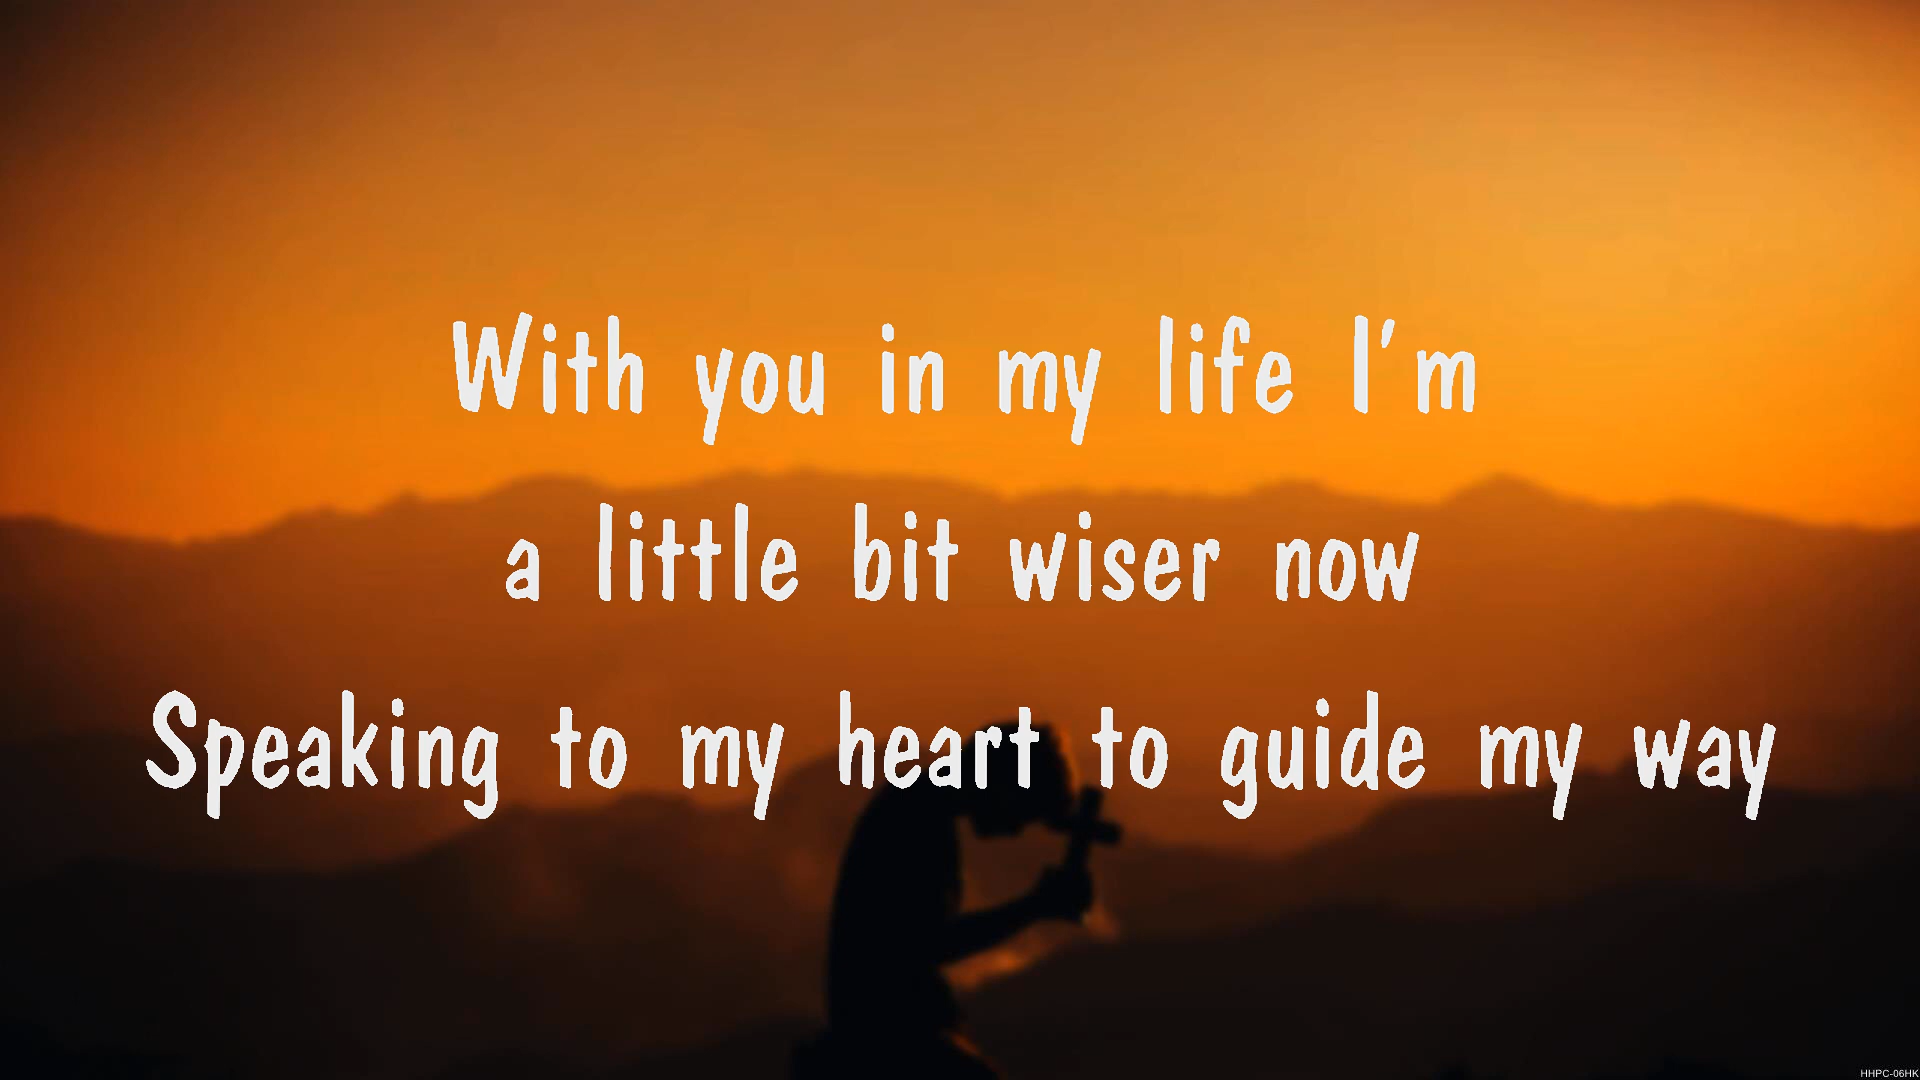 With you in my life I'm
a little bit wiser now
Speaking to my heart to guide my way
HHPC-06HK